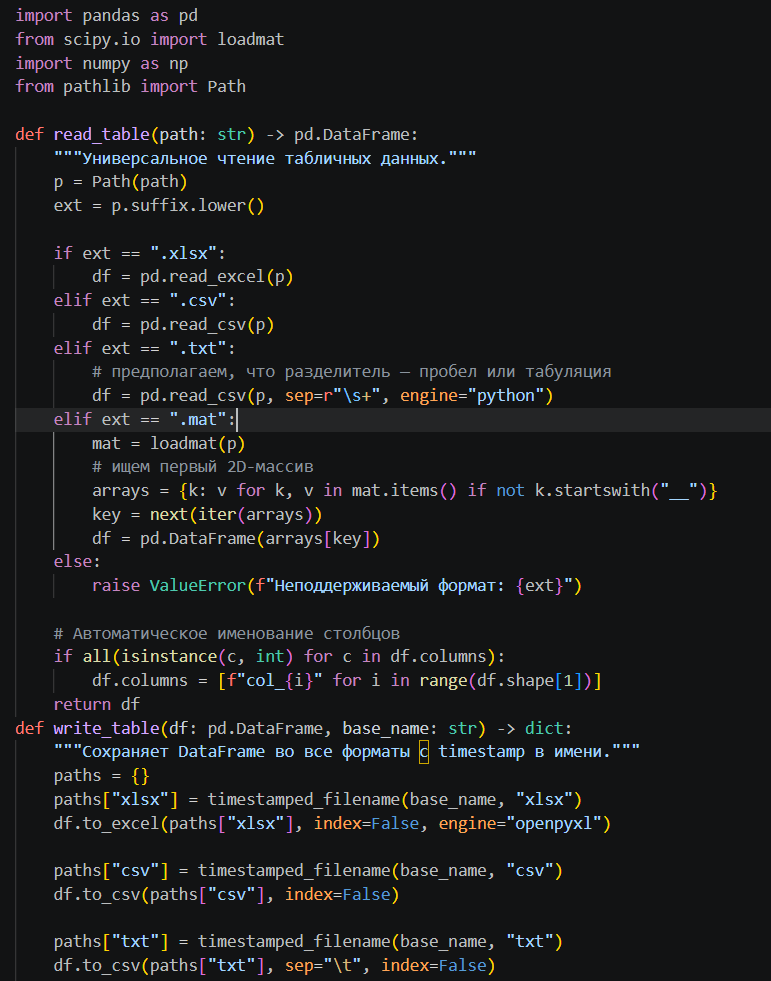 import pandas as pd
from scipy.io import loadmat
import numpy as np
from pathlib import Path

def read_table(path: str) -> pd.DataFrame:
    """Универсальное чтение табличных данных."""
    p = Path(path)
    ext = p.suffix.lower()

    if ext == ".xlsx":
        df = pd.read_excel(p)
    elif ext == ".csv":
        df = pd.read_csv(p)
    elif ext == ".txt":
        # предполагаем, что разделитель — пробел или табуляция
        df = pd.read_csv(p, sep=r"\s+", engine="python")
    elif ext == ".mat":
        mat = loadmat(p)
        # ищем первый 2D-массив
        arrays = {k: v for k, v in mat.items() if not k.startswith("__")}
        key = next(iter(arrays))
        df = pd.DataFrame(arrays[key])
    else:
        raise ValueError(f"Неподдерживаемый формат: {ext}")

    # Автоматическое именование столбцов
    if all(isinstance(c, int) for c in df.columns):
        df.columns = [f"col_{i}" for i in range(df.shape[1])]
    return df
def write_table(df: pd.DataFrame, base_name: str) -> dict:
    """Сохраняет DataFrame во все форматы с timestamp в имени."""
    paths = {}
    paths["xlsx"] = timestamped_filename(base_name, "xlsx")
    df.to_excel(paths["xlsx"], index=False, engine="openpyxl")

    paths["csv"] = timestamped_filename(base_name, "csv")
    df.to_csv(paths["csv"], index=False)

    paths["txt"] = timestamped_filename(base_name, "txt")
    df.to_csv(paths["txt"], sep="\t", index=False)